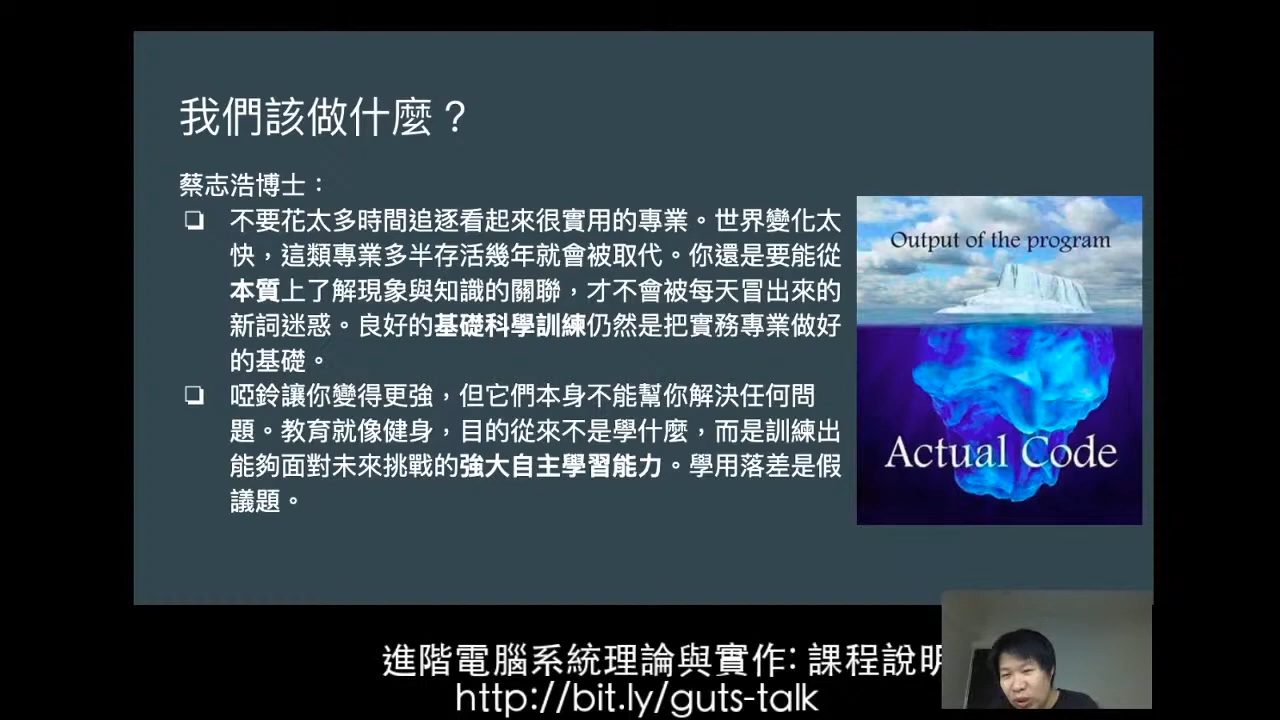 我們該做什麼？
蔡志浩博士：
❏ 不要花太多時間追逐看起來很實用的專業。世界變化太
快，這類專業多半存活幾年就會被取代。你還是要能從
本質上了解現象與知識的關聯，才不會被每天冒出來的
新詞迷惑。良好的基礎科學訓練仍然是把實務專業做好
的基礎。
❏ 啞鈴讓你變得更強，但它們本身不能幫你解決任何問
題。教育就像健身，目的從來不是學什麼，而是訓練出
能夠面對未來挑戰的強大自主學習能力。學用落差是假
議題。
Output of the program
Actual Code
進階電腦系統理論與實作: 課程說明
http://bit.ly/guts-talk